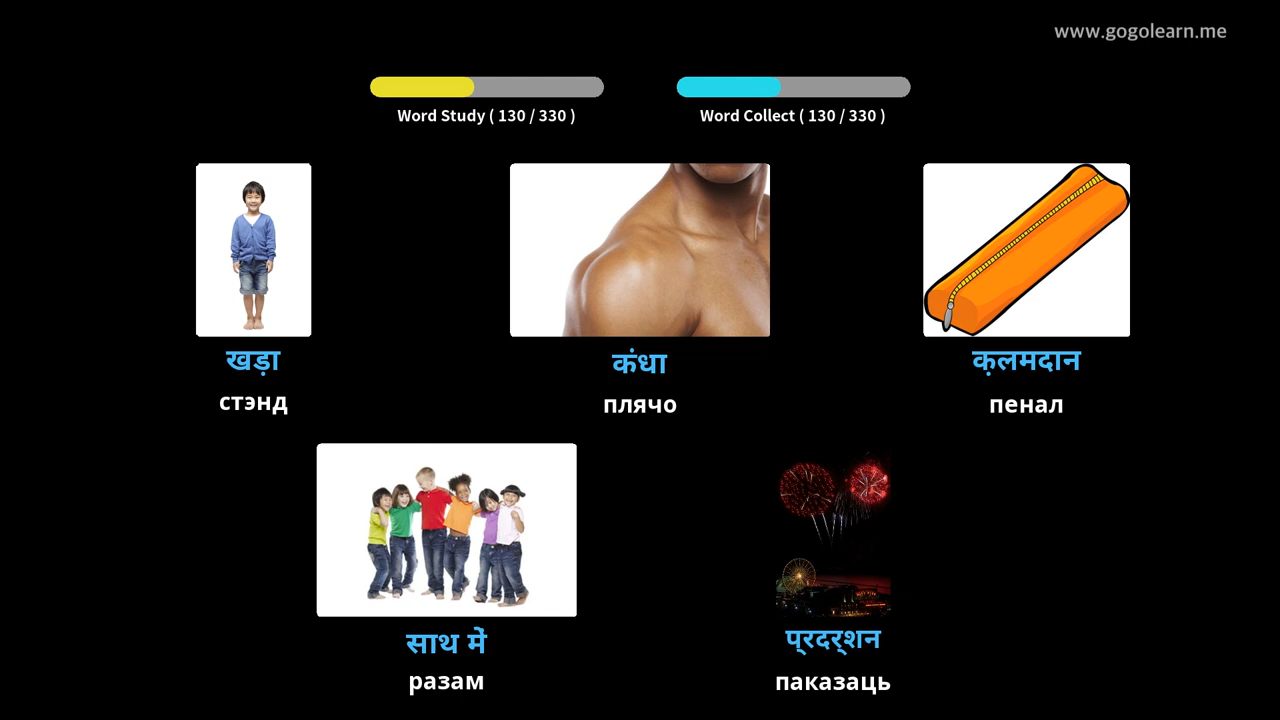 www.gogolearn.me
Word Study ( 130 / 330 )
Word Collect ( 130 / 330 )
खड़ा
стэнд
कंधा
плячо
क़लमदान
пенал
साथ में
разам
प्रदर्शन
паказаць